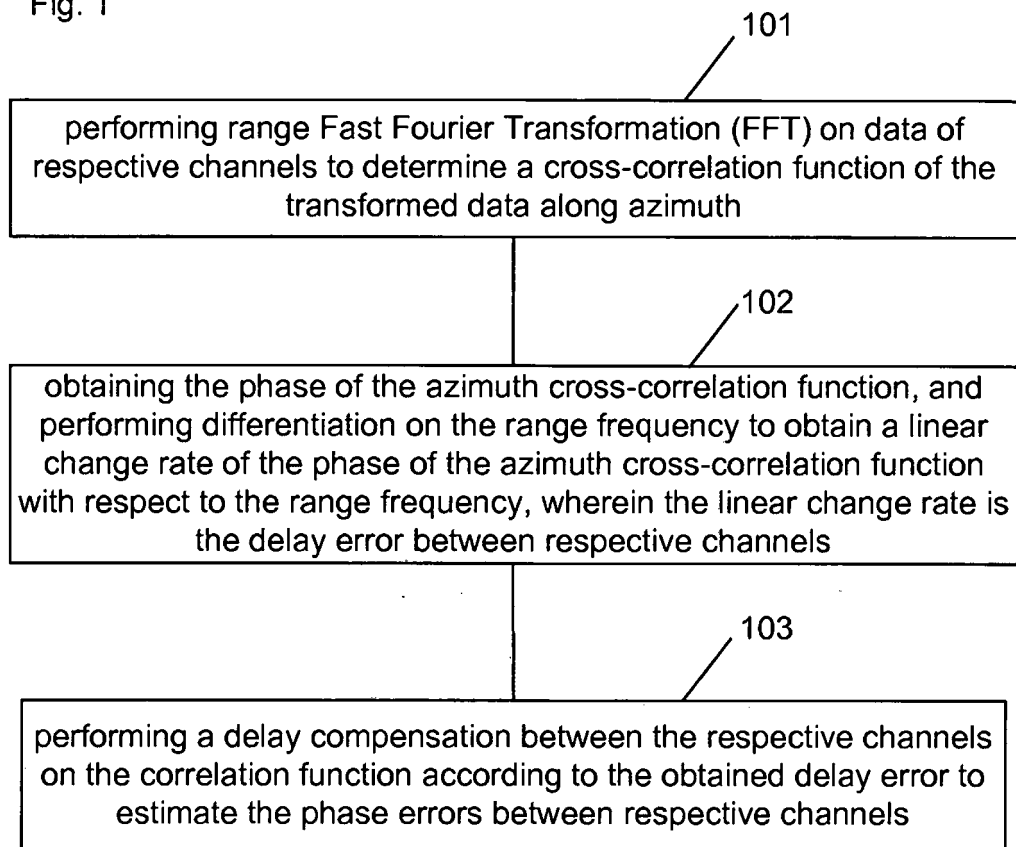 Fig. 1
101
performing range Fast Fourier Transformation (FFT) on data of
respective channels to determine a cross-correlation function of the
transformed data along azimuth
102
obtaining the phase of the azimuth cross-correlation function, and
performing differentiation on the range frequency to obtain a linear
change rate of the phase of the azimuth cross-correlation function
with respect to the range frequency, wherein the linear change rate is
the delay error between respective channels
103
performing a delay compensation between the respective channels
on the correlation function according to the obtained delay error to
estimate the phase errors between respective channels